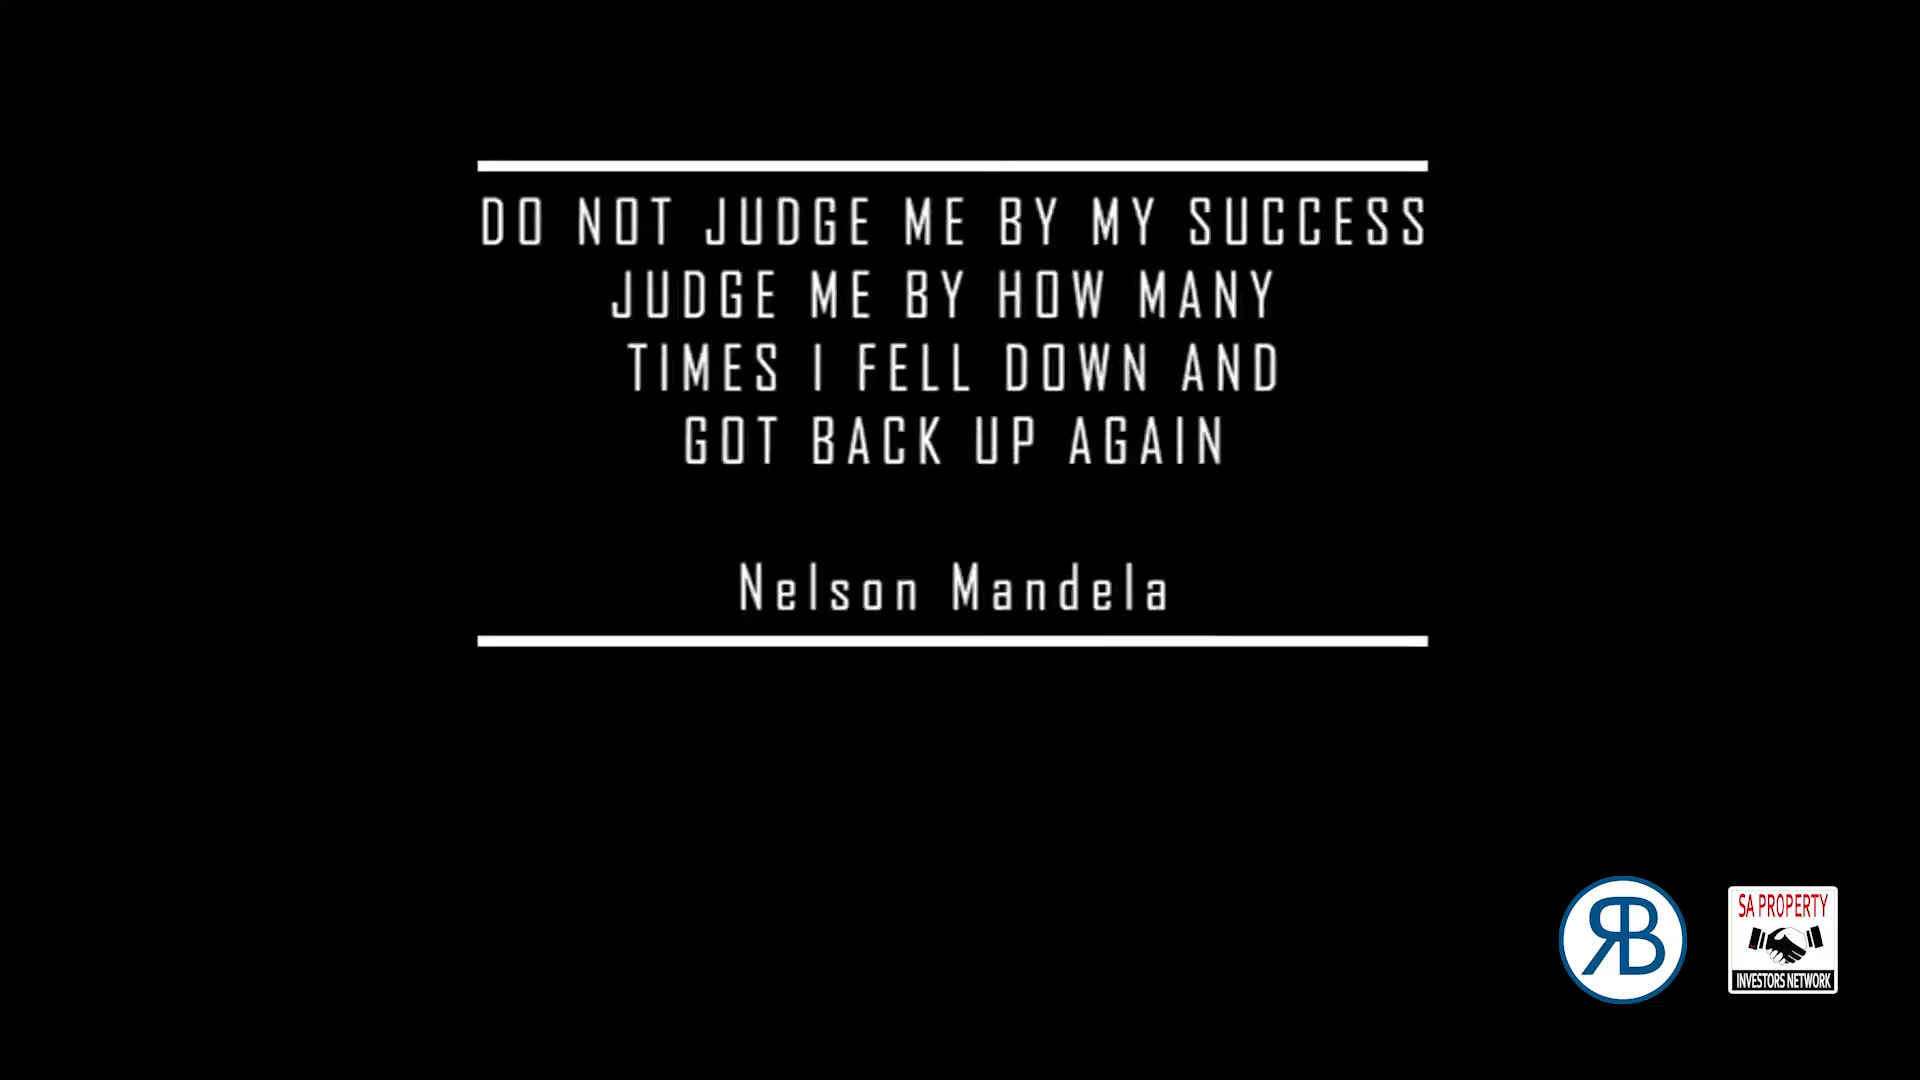 DO NOT JUDGE ME BY MY SUCCESS
JUDGE ME BY HOW MANY
TIMES I FELL DOWN AND
GOT BACK UP AGAIN
Nelson Mandela
RB
SA PROPERTY
INVESTORS NETWORK